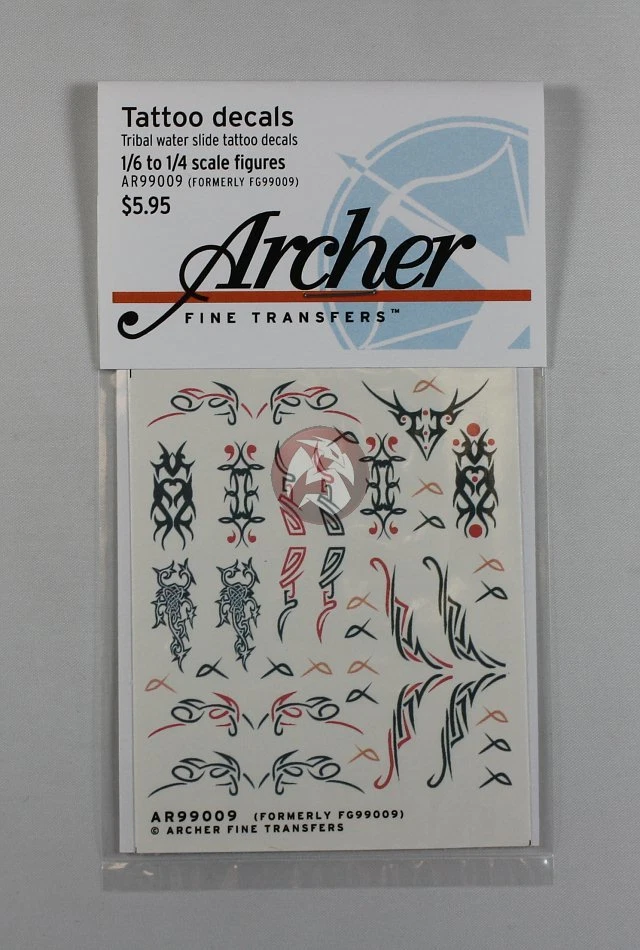 Tattoo decals
Tribal water slide tattoo decals
1/6 to 1/4 scale figures
AR99009 (FORMERLY FG99009)
$5.95
Archer
FINE TRANSFERS™
AR99009 (FORMERLY FG99009)
© ARCHER FINE TRANSFERS